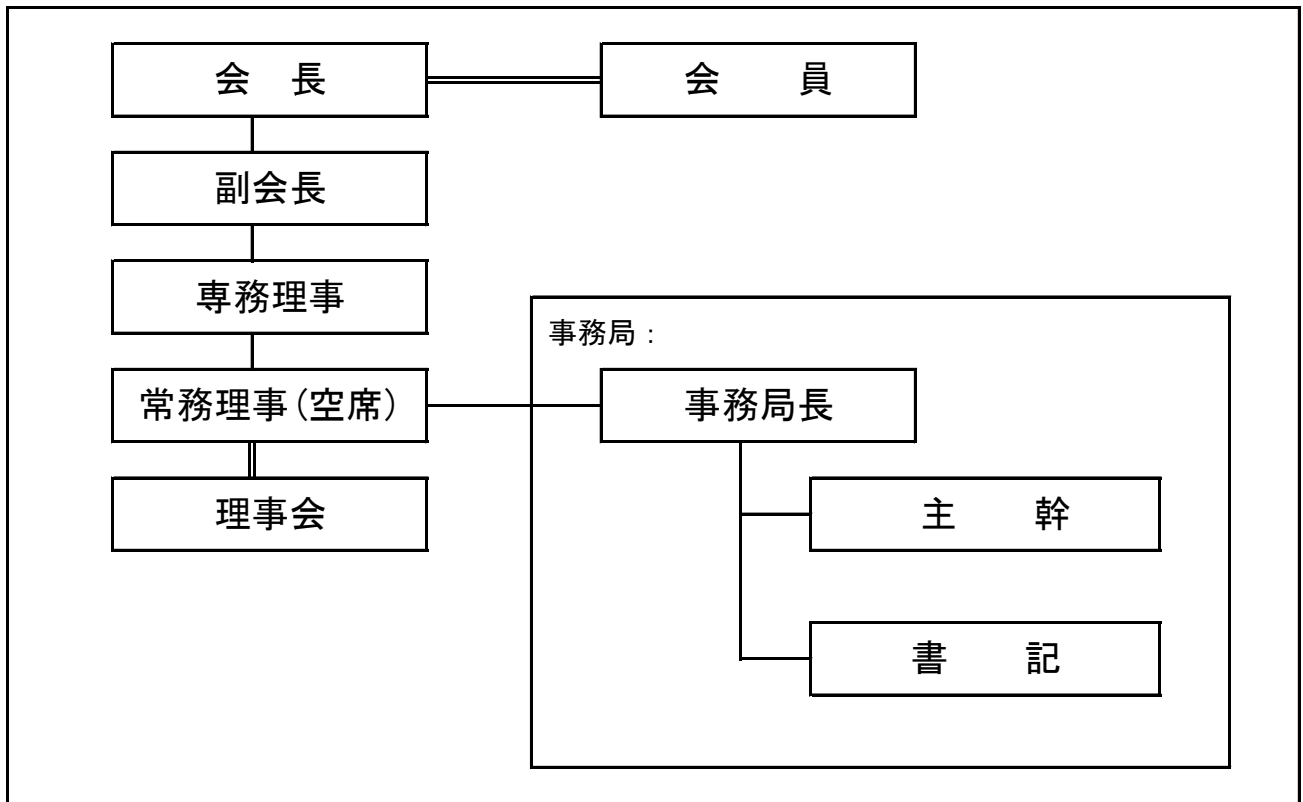 会　長
会　　員
副会長
専務理事
事務局：
常務理事(空席)
事務局長
理事会
主　　幹
書　　記